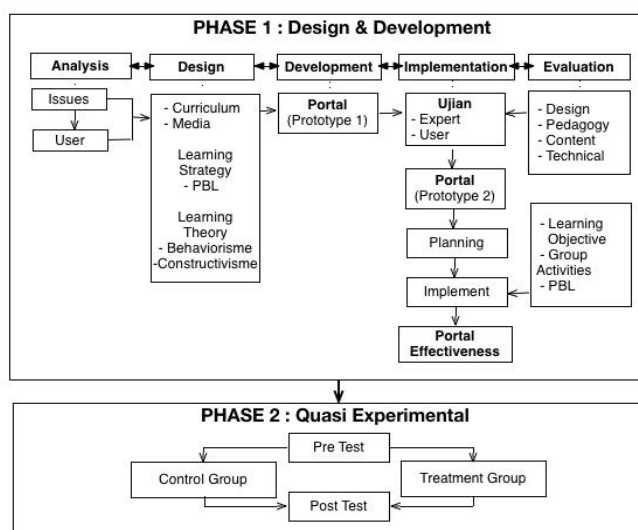 PHASE 1 : Design & Development
Analysis
Design
Development
Implementation
Evaluation
Issues
User
- Curriculum
- Media
Learning
Strategy
- PBL
Learning
Theory
- Behaviorisme
-Constructivisme
Portal
(Prototype 1)
Ujian
- Expert
- User
Portal
(Prototype 2)
Planning
Implement
Portal
Effectiveness
- Design
- Pedagogy
- Content
- Technical
- Learning
Objective
- Group
Activities
- PBL
PHASE 2 : Quasi Experimental
Pre Test
Control Group
Treatment Group
Post Test